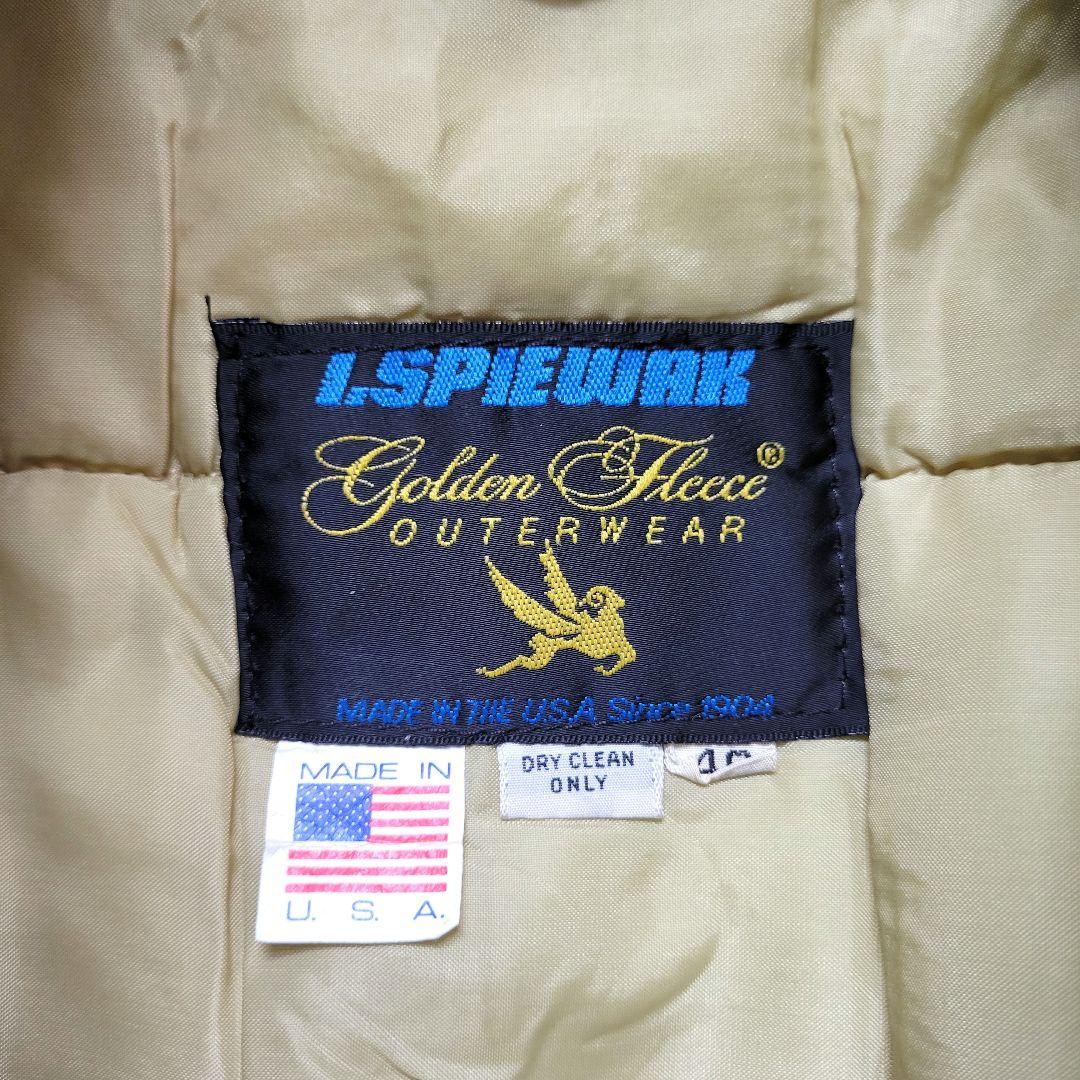 I.SPIEWAK
Golden Fleece®
OUTERWEAR
MADE IN THE U.S.A Since 1904
MADE IN
U. S. A.
DRY CLEAN
ONLY